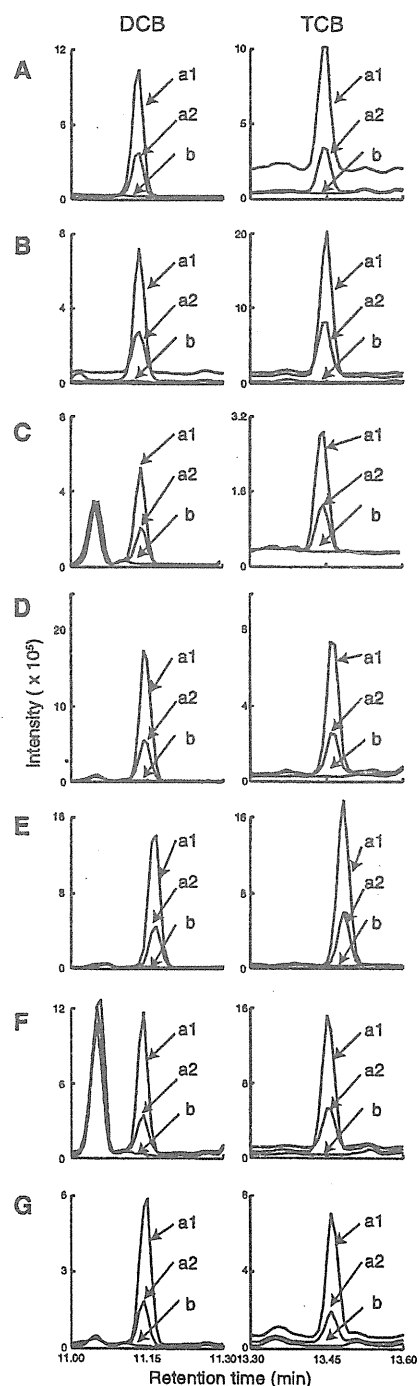 DCB TCB
A
12
6
0
a1
a2
b
10
5
0
a1
a2
b
B
8
4
0
a1
a2
b
20
10
0
a1
a2
b
C
8
4
0
a1
a2
b
3.2
1.6
0
a1
a2
b
D
20
10
0
a1
a2
b
8
4
0
a1
a2
b
Intensity ( x 10⁵)
E
16
8
0
a1
a2
b
16
8
0
a1
a2
b
F
12
6
0
a1
a2
b
16
8
0
a1
a2
b
G
6
3
0
a1
a2
b
8
4
0
a1
a2
b
11.00 11.15 11.30 13.30 13.45 13.60
Retention time (min)